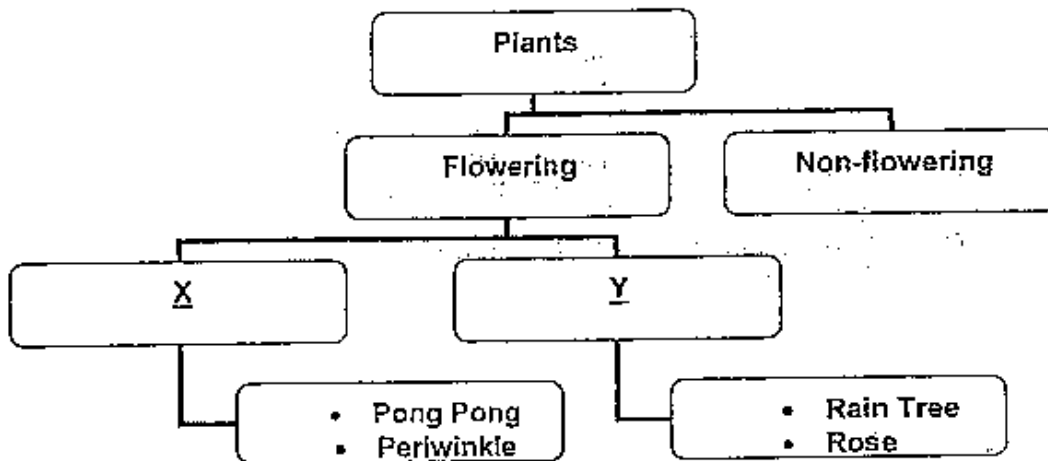 Plants
Flowering
Non-flowering
X
Y
• Pong Pong
• Periwinkle
• Rain Tree
• Rose